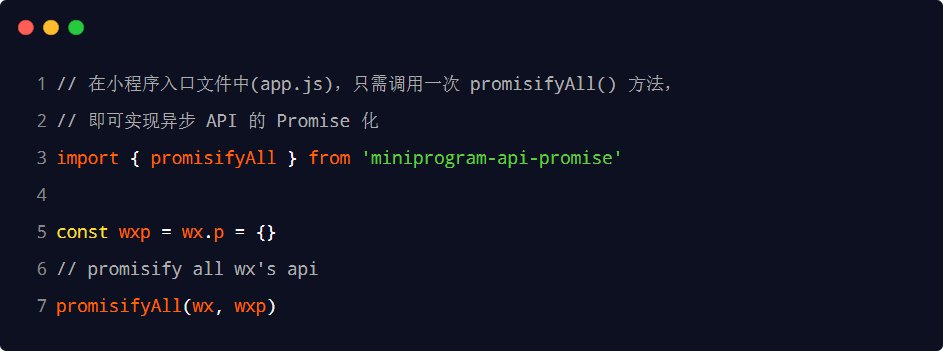 1 // 在小程序入口文件中(app.js)，只需调用一次 promisifyAll() 方法，
2 // 即可实现异步 API 的 Promise 化
3 import { promisifyAll } from 'miniprogram-api-promise'
4
5 const wxp = wx.p = {}
6 // promisify all wx's api
7 promisifyAll(wx, wxp)